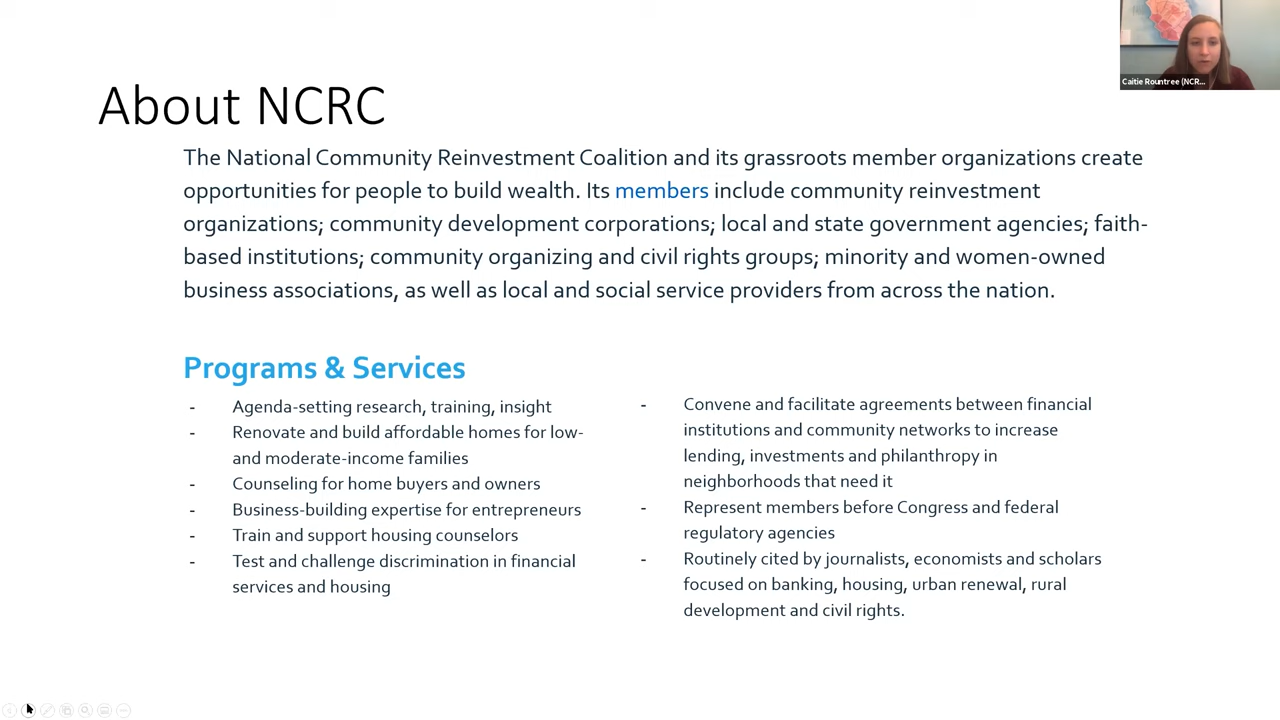 About NCRC
The National Community Reinvestment Coalition and its grassroots member organizations create
opportunities for people to build wealth. Its members include community reinvestment
organizations; community development corporations; local and state government agencies; faith-
based institutions; community organizing and civil rights groups; minority and women-owned
business associations, as well as local and social service providers from across the nation.
Programs & Services
- Agenda-setting research, training, insight
- Renovate and build affordable homes for low-
and moderate-income families
- Counseling for home buyers and owners
- Business-building expertise for entrepreneurs
- Train and support housing counselors
- Test and challenge discrimination in financial
services and housing
- Convene and facilitate agreements between financial
institutions and community networks to increase
lending, investments and philanthropy in
neighborhoods that need it
- Represent members before Congress and federal
regulatory agencies
- Routinely cited by journalists, economists and scholars
focused on banking, housing, urban renewal, rural
development and civil rights.
Caitie Rountree (NCR...